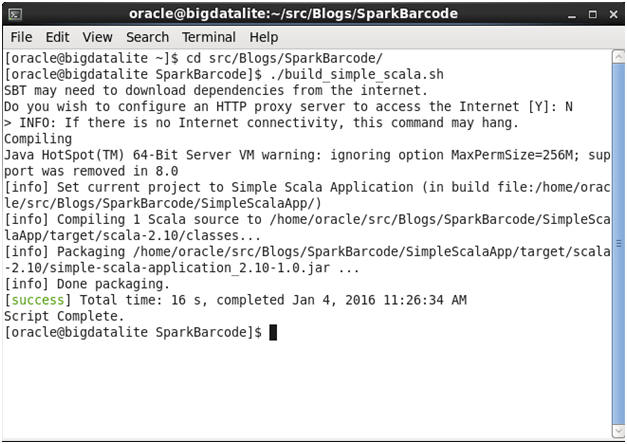 oracle@bigdatalite:~/src/Blogs/SparkBarcode
File Edit View Search Terminal Help
[oracle@bigdatalite ~]$ cd src/Blogs/SparkBarcode/
[oracle@bigdatalite SparkBarcode]$ ./build_simple_scala.sh
SBT may need to download dependencies from the internet.
Do you wish to configure an HTTP proxy server to access the Internet [Y]: N
> INFO: If there is no Internet connectivity, this command may hang.
Compiling
Java HotSpot(TM) 64-Bit Server VM warning: ignoring option MaxPermSize=256M; sup
port was removed in 8.0
[info] Set current project to Simple Scala Application (in build file:/home/orac
le/src/Blogs/SparkBarcode/SimpleScalaApp/)
[info] Compiling 1 Scala source to /home/oracle/src/Blogs/SparkBarcode/SimpleSca
laApp/target/scala-2.10/classes...
[info] Packaging /home/oracle/src/Blogs/SparkBarcode/SimpleScalaApp/target/scala
-2.10/simple-scala-application_2.10-1.0.jar ...
[info] Done packaging.
[success] Total time: 16 s, completed Jan 4, 2016 11:26:34 AM
Script Complete.
[oracle@bigdatalite SparkBarcode]$